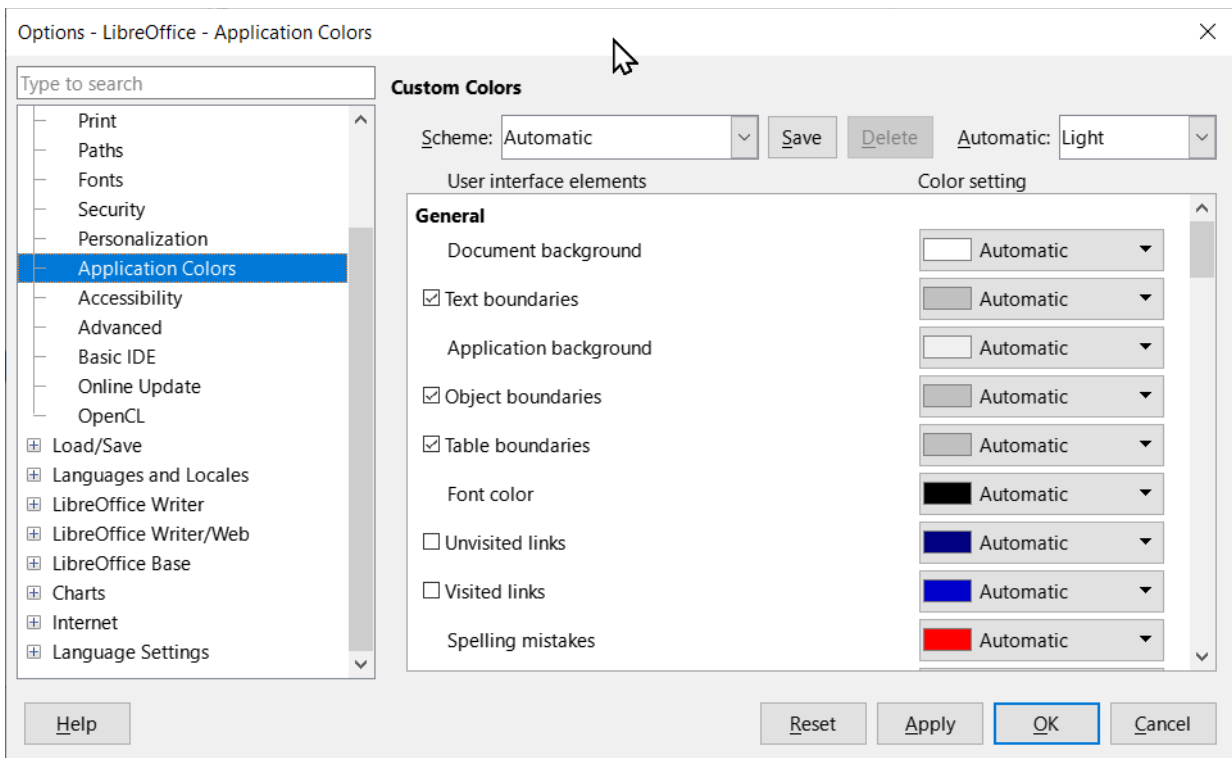 Options - LibreOffice - Application Colors
Type to search
Print
Paths
Fonts
Security
Personalization
Application Colors
Accessibility
Advanced
Basic IDE
Online Update
OpenCL
Load/Save
Languages and Locales
LibreOffice Writer
LibreOffice Writer/Web
LibreOffice Base
Charts
Internet
Language Settings
Custom Colors
Scheme: Automatic Save Delete Automatic: Light
User interface elements Color setting
General
Document background Automatic
Text boundaries Automatic
Application background Automatic
Object boundaries Automatic
Table boundaries Automatic
Font color Automatic
Unvisited links Automatic
Visited links Automatic
Spelling mistakes Automatic
Help Reset Apply OK Cancel